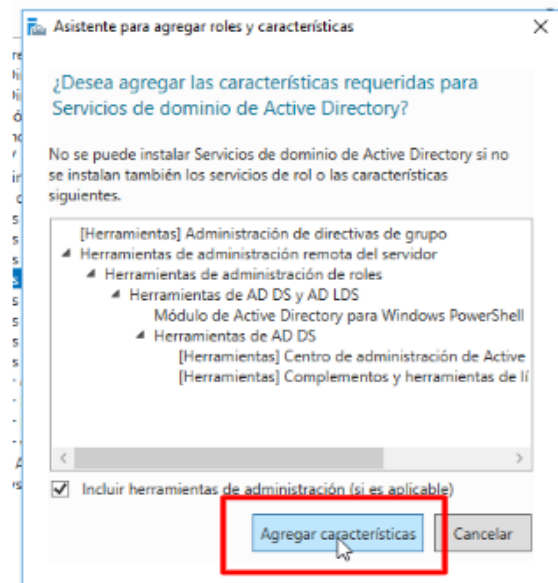 Asistente para agregar roles y características
¿Desea agregar las características requeridas para
Servicios de dominio de Active Directory?
No se puede instalar Servicios de dominio de Active Directory si no
se instalan también los servicios de rol o las características
siguientes.
[Herramientas] Administración de directivas de grupo
Herramientas de administración remota del servidor
Herramientas de administración de roles
Herramientas de AD DS y AD LDS
Módulo de Active Directory para Windows PowerShell
Herramientas de AD DS
[Herramientas] Centro de administración de Active
[Herramientas] Complementos y herramientas de lí
Incluir herramientas de administración (si es aplicable)
Agregar características
Cancelar